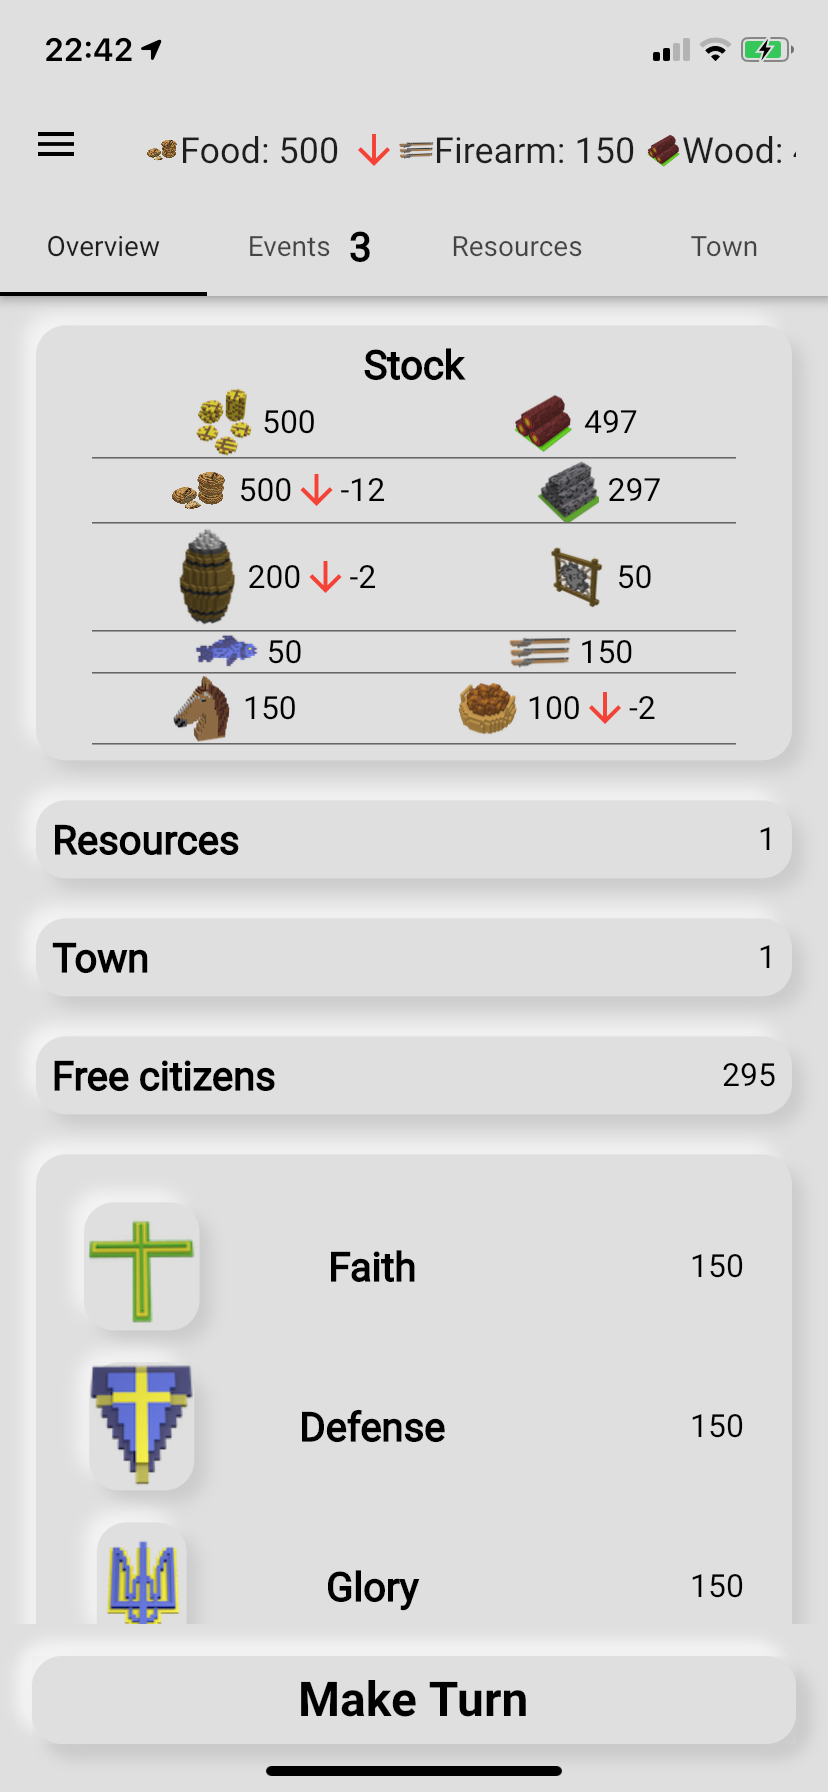 22:42
Food: 500 Firearm: 150 Wood:
Overview Events 3 Resources Town
Stock
500 497
500 -12 297
200 -2 50
50 150
150 100 -2
Resources 1
Town 1
Free citizens 295
Faith 150
Defense 150
Glory 150
Make Turn